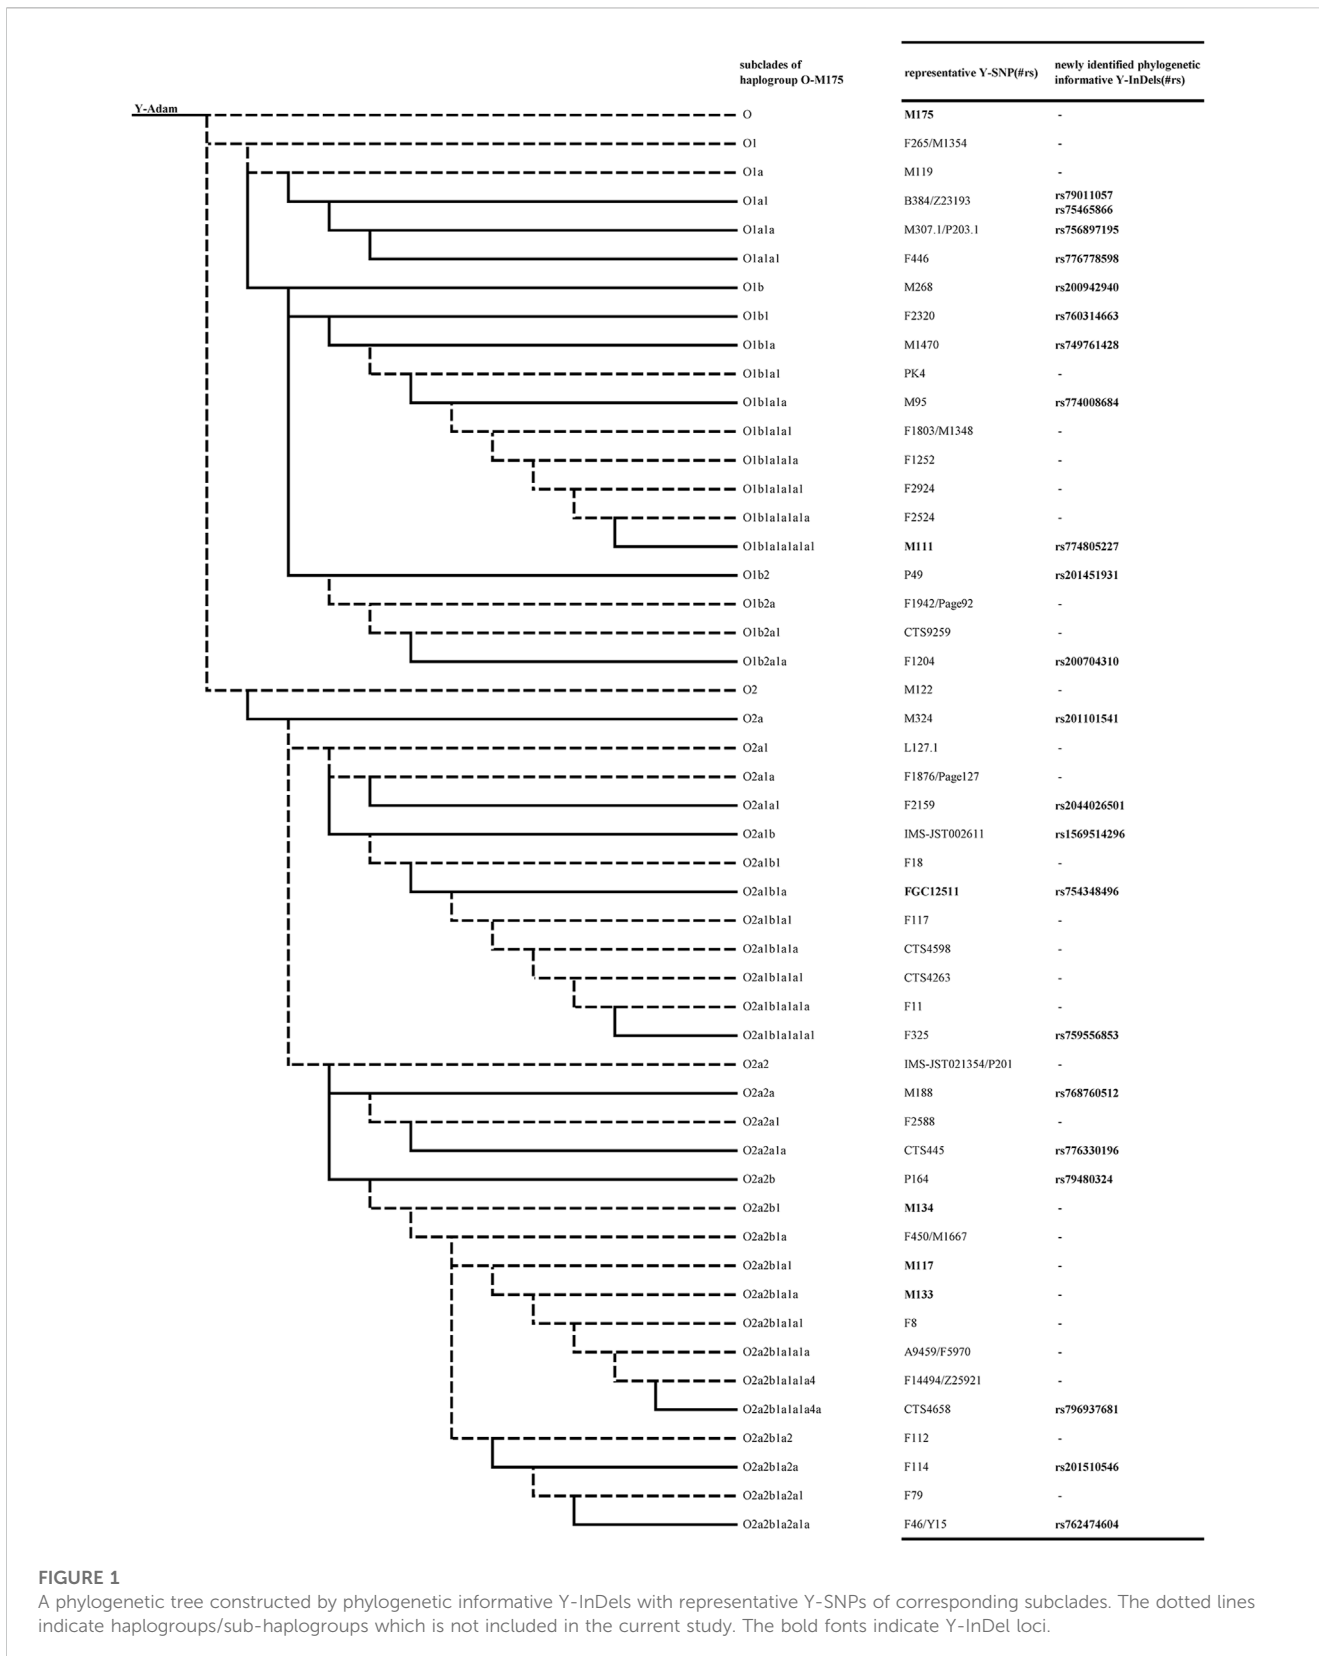 subclades of
haplogroup O-M175
representative Y-SNP(#rs)
newly identified phylogenetic
informative Y-InDels(#rs)
Y-Adam
O M175 -
O1 F265/M1354 -
O1a M119 -
O1a1 B384/Z23193 rs79011057
rs75465866
O1a1a M307.1/P203.1 rs756897195
O1a1a1 F446 rs776778598
O1b M268 rs200942940
O1b1 F2320 rs760314663
O1b1a M1470 rs749761428
O1b1a1 PK4 -
O1b1a1a M95 rs774008684
O1b1a1a1 F1803/M1348 -
O1b1a1a1a F1252 -
O1b1a1a1a1 F2924 -
O1b1a1a1a1a F2524 -
O1b1a1a1a1a1 M111 rs774805227
O1b2 P49 rs201451931
O1b2a F1942/Page92 -
O1b2a1 CTS9259 -
O1b2a1a F1204 rs200704310
O2 M122 -
O2a M324 rs201101541
O2a1 L127.1 -
O2a1a F1876/Page127 -
O2a1a1 F2159 rs2044026501
O2a1b IMS-JST002611 rs1569514296
O2a1b1 F18 -
O2a1b1a FGC12511 rs754348496
O2a1b1a1 F117 -
O2a1b1a1a CTS4598 -
O2a1b1a1a1 CTS4263 -
O2a1b1a1a1a F11 -
O2a1b1a1a1a1 F325 rs759556853
O2a2 IMS-JST021354/P201 -
O2a2a M188 rs768760512
O2a2a1 F2588 -
O2a2a1a CTS445 rs776330196
O2a2b P164 rs79480324
O2a2b1 M134 -
O2a2b1a F450/M1667 -
O2a2b1a1 M117 -
O2a2b1a1a M133 -
O2a2b1a1a1 F8 -
O2a2b1a1a1a A9459/F5970 -
O2a2b1a1a1a4 F14494/Z25921 -
O2a2b1a1a1a4a CTS4658 rs796937681
O2a2b1a2 F112 -
O2a2b1a2a F114 rs201510546
O2a2b1a2a1 F79 -
O2a2b1a2a1a F46/Y15 rs762474604
FIGURE 1
A phylogenetic tree constructed by phylogenetic informative Y-InDels with representative Y-SNPs of corresponding subclades. The dotted lines
indicate haplogroups/sub-haplogroups which is not included in the current study. The bold fonts indicate Y-InDel loci.